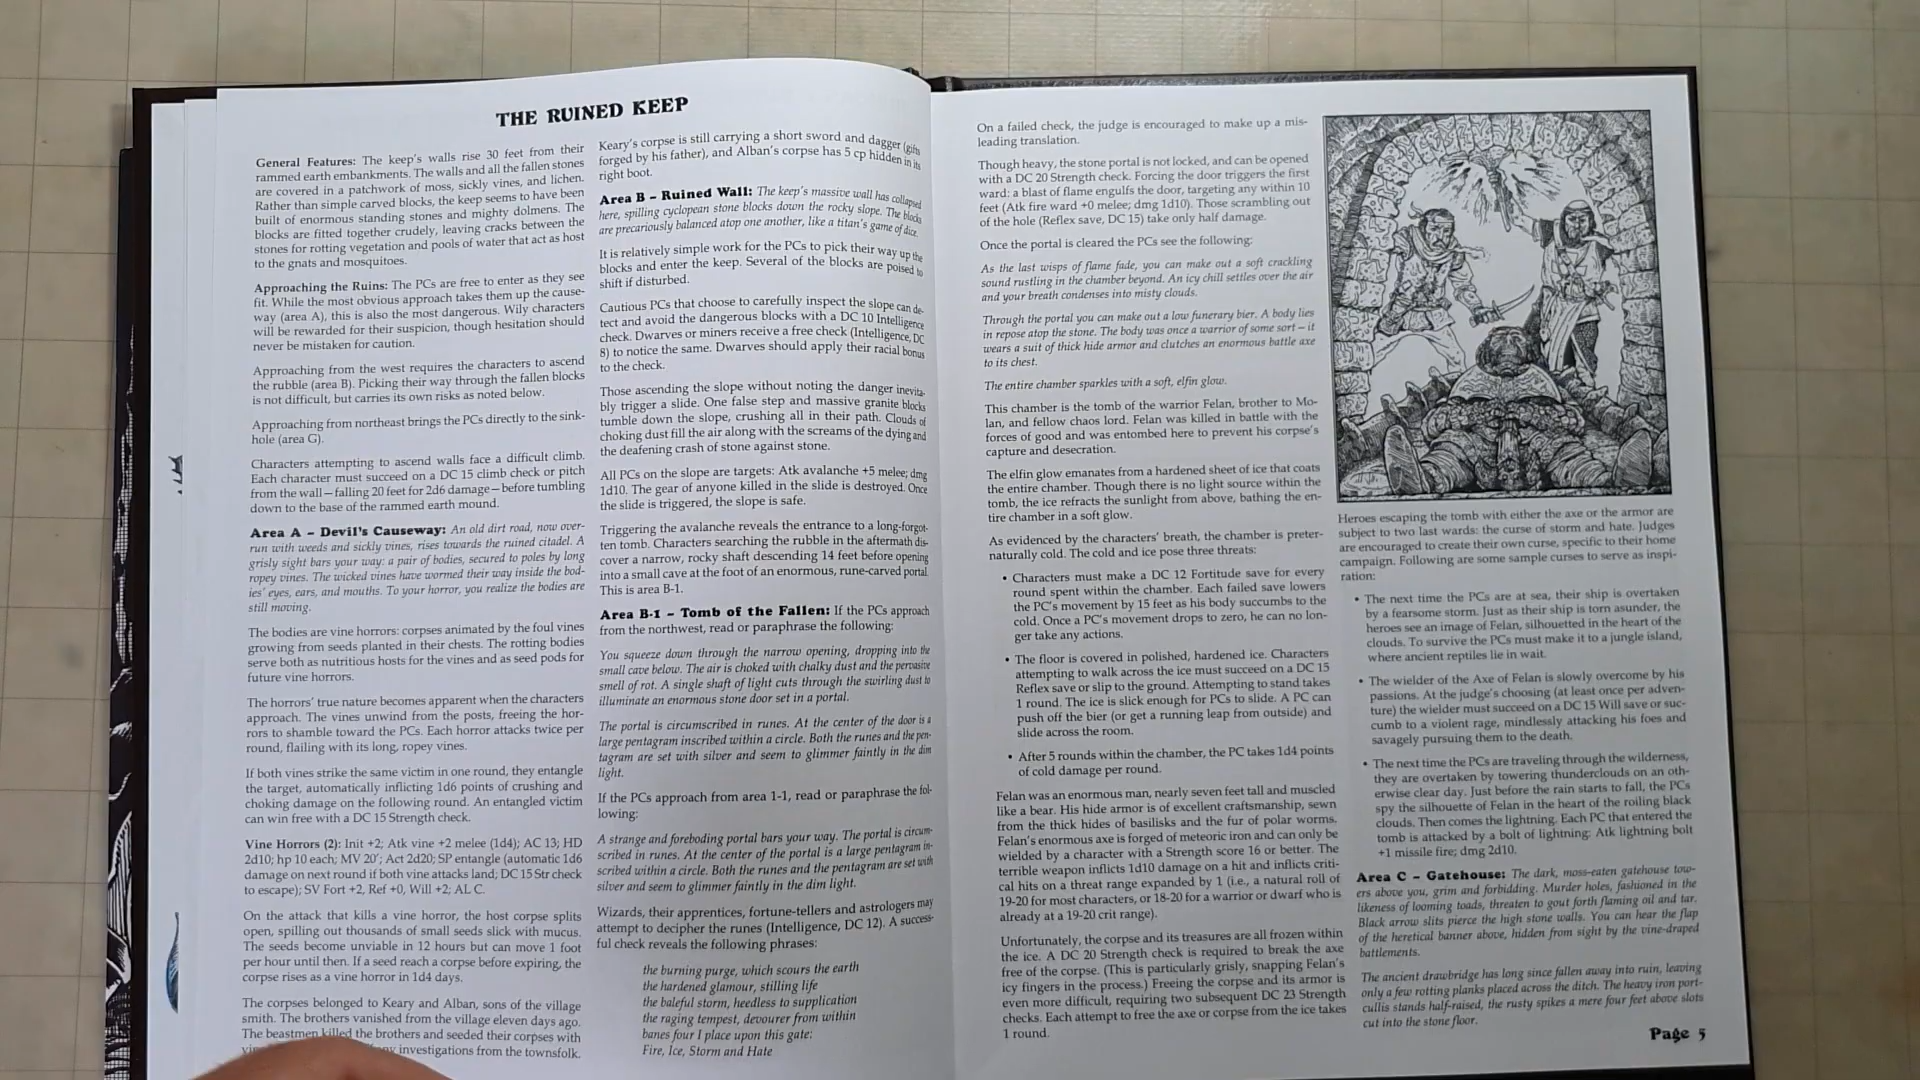 THE RUINED KEEP
General Features: The keep's walls rise 30 feet from their
rammed earth embankments. The walls and all the fallen stones
are covered in a patchwork of moss, sickly vines, and lichen.
Rather than simple carved blocks, the keep seems to have been
built of enormous standing stones and mighty dolmens. The
blocks are fitted together crudely, leaving cracks between the
stones for rotting vegetation and pools of water that act as host
to the gnats and mosquitoes.
Approaching the Ruins: The PCs are free to enter as they see
fit. While the most obvious approach takes them up the cause-
way (area A), this is also the most dangerous. Wily characters
will be rewarded for their suspicion, though hesitation should
never be mistaken for caution.
Approaching from the west requires the characters to ascend
the rubble (area B). Picking their way through the fallen blocks
is not difficult, but carries its own risks as noted below.
Approaching from northeast brings the PCs directly to the sink-
hole (area G).
Characters attempting to ascend walls face a difficult climb.
Each character must succeed on a DC 15 climb check or pitch
from the wall—falling 20 feet for 2d6 damage—before tumbling
down to the base of the rammed earth mound.
Area A – Devil's Causeway: An old dirt road, now over-
run with weeds and sickly vines, rises towards the ruined citadel. A
grisly sight bars your way: a pair of bodies, secured to poles by long
ropey vines. The wicked vines have wormed their way inside the bod-
ies' eyes, ears, and mouths. To your horror, you realize the bodies are
still moving.
The bodies are vine horrors: corpses animated by the foul vines
growing from seeds planted in their chests. The rotting bodies
serve both as nutritious hosts for the vines and as seed pods for
future vine horrors.
The horrors' true nature becomes apparent when the characters
approach. The vines unwind from the posts, freeing the hor-
rors to shamble toward the PCs. Each horror attacks twice per
round, flailing with its long, ropey vines.
If both vines strike the same victim in one round, they entangle
the target, automatically inflicting 1d6 points of crushing and
choking damage on the following round. An entangled victim
can win free with a DC 15 Strength check.
Vine Horrors (2): Init +2; Atk vine +2 melee (1d4); AC 13; HD
2d10; hp 10 each; MV 20'; Act 2d20; SP entangle (automatic 1d6
damage on next round if both vine attacks land; DC 15 Str check
to escape); SV Fort +2, Ref +0, Will +2; AL C.
On the attack that kills a vine horror, the host corpse splits
open, spilling out thousands of small seeds slick with mucus.
The seeds become unviable in 12 hours but can move 1 foot
per hour until then. If a seed reach a corpse before expiring, the
corpse rises as a vine horror in 1d4 days.
The corpses belonged to Keary and Alban, sons of the village
smith. The brothers vanished from the village eleven days ago.
The beastmen killed the brothers and seeded their corpses with
investigations from the townsfolk.
Keary's corpse is still carrying a short sword and dagger (gifts
forged by his father), and Alban's corpse has 5 cp hidden in its
right boot.
Area B – Ruined Wall: The keep's massive wall has collapsed
here, spilling cyclopean stone blocks down the rocky slope. The blocks
are precariously balanced atop one another, like a titan's game of dice.
It is relatively simple work for the PCs to pick their way up the
blocks and enter the keep. Several of the blocks are poised to
shift if disturbed.
Cautious PCs that choose to carefully inspect the slope can de-
tect and avoid the dangerous blocks with a DC 10 Intelligence
check. Dwarves or miners receive a free check (Intelligence, DC
8) to notice the same. Dwarves should apply their racial bonus
to the check.
Those ascending the slope without noting the danger inevita-
bly trigger a slide. One false step and massive granite blocks
tumble down the slope, crushing all in their path. Clouds of
choking dust fill the air along with the screams of the dying and
the deafening crash of stone against stone.
All PCs on the slope are targets: Atk avalanche +5 melee; dmg
1d10. The gear of anyone killed in the slide is destroyed. Once
the slide is triggered, the slope is safe.
Triggering the avalanche reveals the entrance to a long-forgot-
ten tomb. Characters searching the rubble in the aftermath dis-
cover a narrow, rocky shaft descending 14 feet before opening
into a small cave at the foot of an enormous, rune-carved portal.
This is area B-1.
Area B-1 – Tomb of the Fallen: If the PCs approach
from the northwest, read or paraphrase the following:
You squeeze down through the narrow opening, dropping into the
small cave below. The air is choked with chalky dust and the pervasive
smell of rot. A single shaft of light cuts through the swirling dust to
illuminate an enormous stone door set in a portal.
The portal is circumscribed in runes. At the center of the door is a
large pentagram inscribed within a circle. Both the runes and the pen-
tagram are set with silver and seem to glimmer faintly in the dim
light.
If the PCs approach from area 1-1, read or paraphrase the fol-
lowing:
A strange and foreboding portal bars your way. The portal is circum-
scribed in runes. At the center of the portal is a large pentagram in-
scribed within a circle. Both the runes and the pentagram are set with
silver and seem to glimmer faintly in the dim light.
Wizards, their apprentices, fortune-tellers and astrologers may
attempt to decipher the runes (Intelligence, DC 12). A success-
ful check reveals the following phrases:
the burning purge, which scours the earth
the hardened glamour, stilling life
the baleful storm, heedless to supplication
the raging tempest, devourer from within
banes four I place upon this gate:
Fire, Ice, Storm and Hate
On a failed check, the judge is encouraged to make up a mis-
leading translation.
Though heavy, the stone portal is not locked, and can be opened
with a DC 20 Strength check. Forcing the door triggers the first
ward: a blast of flame engulfs the door, targeting any within 10
feet (Atk fire ward +0 melee; dmg 1d10). Those scrambling out
of the hole (Reflex save, DC 15) take only half damage.
Once the portal is cleared the PCs see the following:
As the last wisps of flame fade, you can make out a soft crackling
sound rustling in the chamber beyond. An icy chill settles over the air
and your breath condenses into misty clouds.
Through the portal you can make out a low funerary bier. A body lies
in repose atop the stone. The body was once a warrior of some sort – it
wears a suit of thick hide armor and clutches an enormous battle axe
to its chest.
The entire chamber sparkles with a soft, elfin glow.
This chamber is the tomb of the warrior Felan, brother to Mo-
lan, and fellow chaos lord. Felan was killed in battle with the
forces of good and was entombed here to prevent his corpse's
capture and desecration.
The elfin glow emanates from a hardened sheet of ice that coats
the entire chamber. Though there is no light source within the
tomb, the ice refracts the sunlight from above, bathing the en-
tire chamber in a soft glow.
As evidenced by the characters' breath, the chamber is preter-
naturally cold. The cold and ice pose three threats:
• Characters must make a DC 12 Fortitude save for every
round spent within the chamber. Each failed save lowers
the PC's movement by 15 feet as his body succumbs to the
cold. Once a PC's movement drops to zero, he can no lon-
ger take any actions.
• The floor is covered in polished, hardened ice. Characters
attempting to walk across the ice must succeed on a DC 15
Reflex save or slip to the ground. Attempting to stand takes
1 round. The ice is slick enough for PCs to slide. A PC can
push off the bier (or get a running leap from outside) and
slide across the room.
• After 5 rounds within the chamber, the PC takes 1d4 points
of cold damage per round.
Felan was an enormous man, nearly seven feet tall and muscled
like a bear. His hide armor is of excellent craftsmanship, sewn
from the thick hides of basilisks and the fur of polar worms.
Felan's enormous axe is forged of meteoric iron and can only be
wielded by a character with a Strength score 16 or better. The
terrible weapon inflicts 1d10 damage on a hit and inflicts criti-
cal hits on a threat range expanded by 1 (i.e., a natural roll of
19-20 for most characters, or 18-20 for a warrior or dwarf who is
already at a 19-20 crit range).
Unfortunately, the corpse and its treasures are all frozen within
the ice. A DC 20 Strength check is required to break the axe
free of the corpse. (This is particularly grisly, snapping Felan's
icy fingers in the process.) Freeing the corpse and its armor is
even more difficult, requiring two subsequent DC 23 Strength
checks. Each attempt to free the axe or corpse from the ice takes
1 round.
Heroes escaping the tomb with either the axe or the armor are
subject to two last wards: the curse of storm and hate. Judges
are encouraged to create their own curse, specific to their home
campaign. Following are some sample curses to serve as inspi-
ration:
• The next time the PCs are at sea, their ship is overtaken
by a fearsome storm. Just as their ship is torn asunder, the
heroes see an image of Felan, silhouetted in the heart of the
clouds. To survive the PCs must make it to a jungle island,
where ancient reptiles lie in wait.
• The wielder of the Axe of Felan is slowly overcome by his
passions. At the judge's choosing (at least once per adven-
ture) the wielder must succeed on a DC 15 Will save or suc-
cumb to a violent rage, mindlessly attacking his foes and
savagely pursuing them to the death.
• The next time the PCs are traveling through the wilderness,
they are overtaken by towering thunderclouds on an oth-
erwise clear day. Just before the rain starts to fall, the PCs
spy the silhouette of Felan in the heart of the roiling black
clouds. Then comes the lightning. Each PC that entered the
tomb is attacked by a bolt of lightning: Atk lightning bolt
+1 missile fire; dmg 2d10.
Area C – Gatehouse: The dark, moss-eaten gatehouse tow-
ers above you, grim and forbidding. Murder holes, fashioned in the
likeness of looming toads, threaten to gout forth flaming oil and tar.
Black arrow slits pierce the high stone walls. You can hear the flap
of the heretical banner above, hidden from sight by the vine-draped
battlements.
The ancient drawbridge has long since fallen away into ruin, leaving
only a few rotting planks placed across the ditch. The heavy iron port-
cullis stands half-raised, the rusty spikes a mere four feet above slots
cut into the stone floor.
Page 5